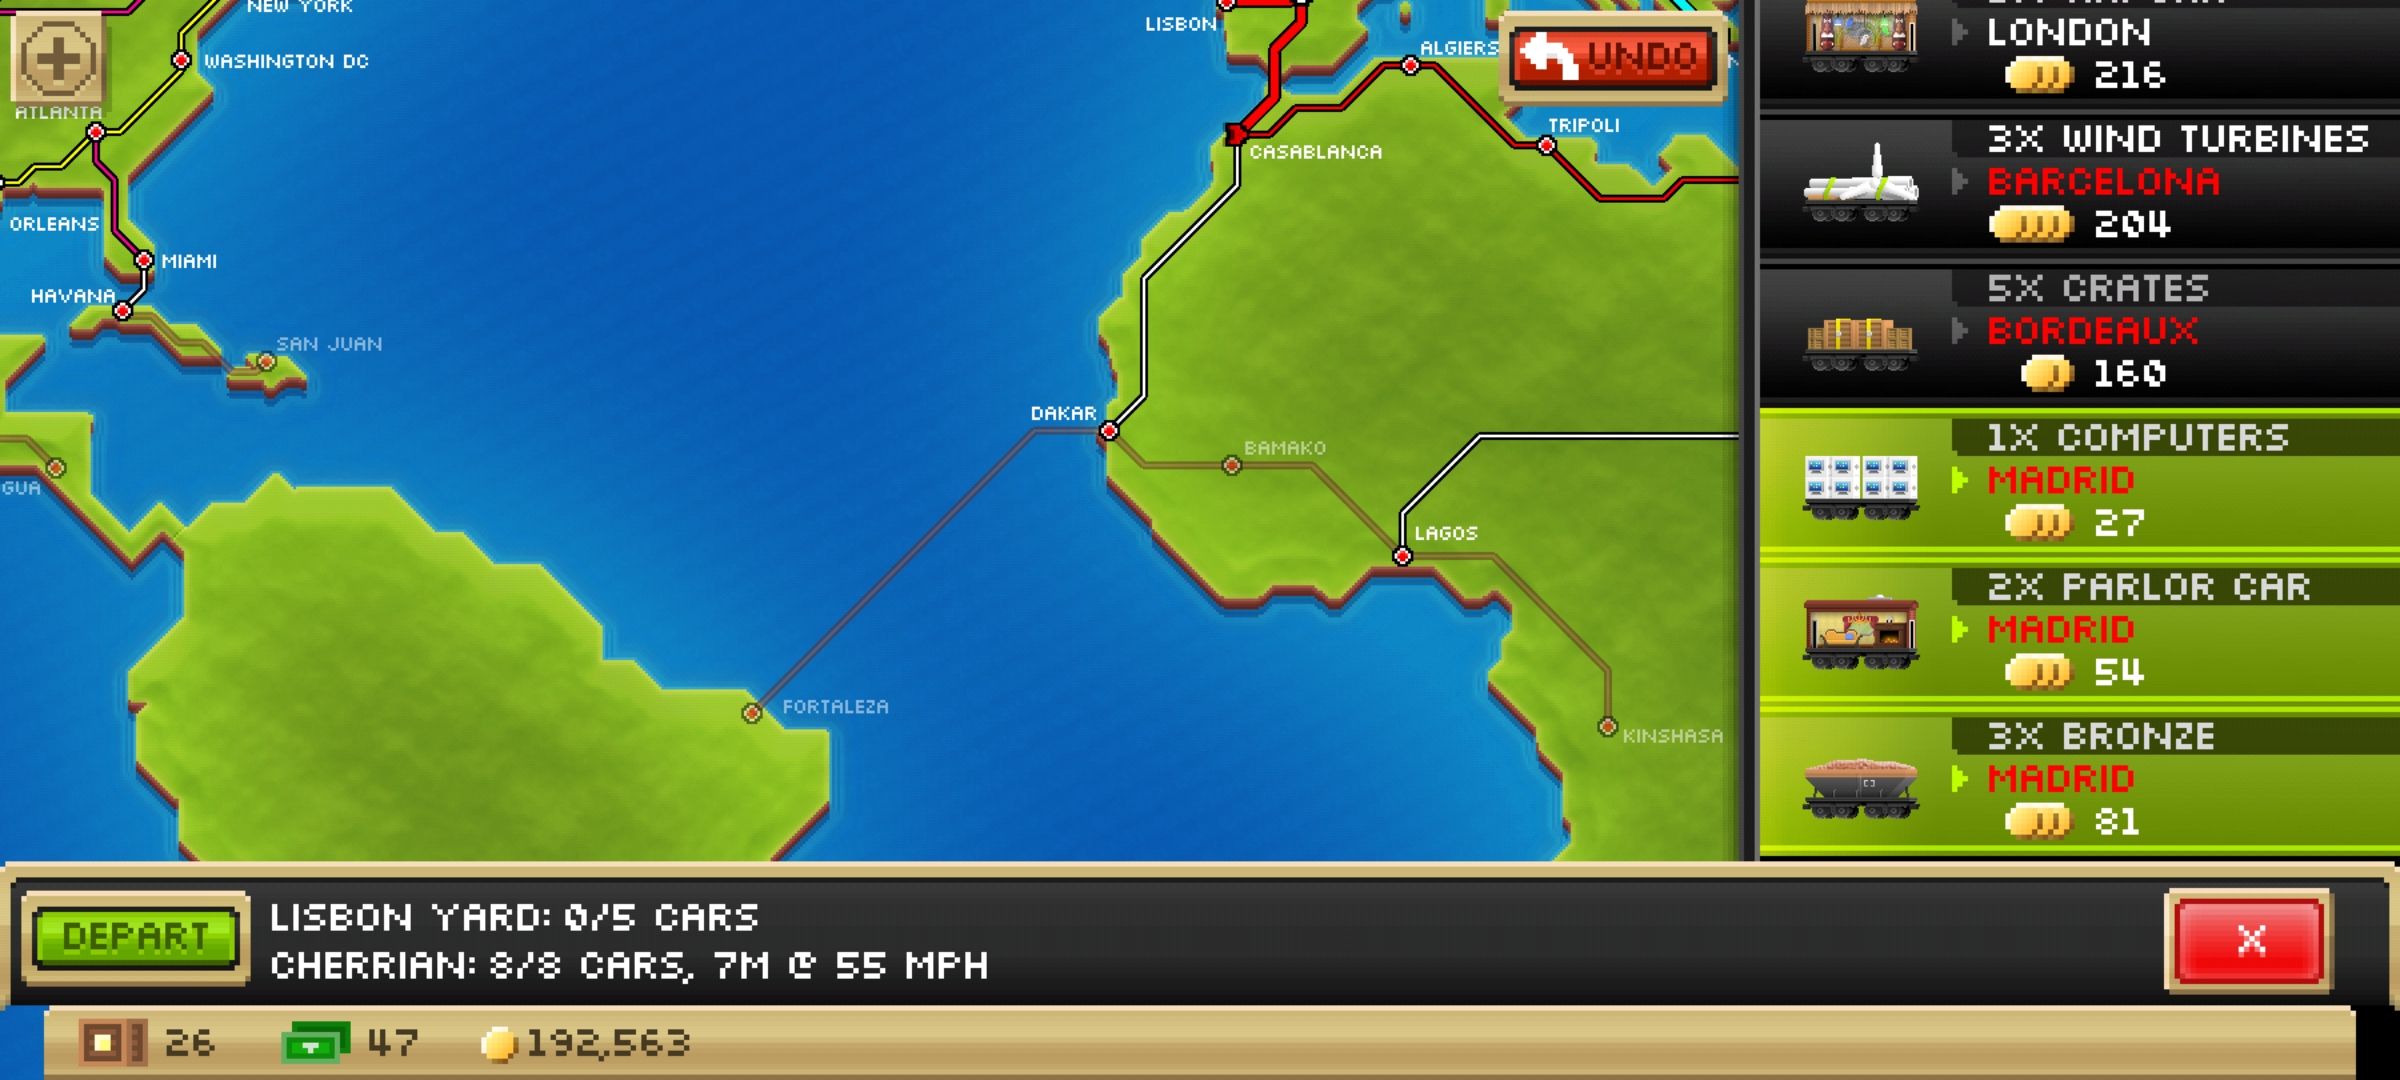 NEW YORK
LISBON
WASHINGTON DC
ALGIERS
UNDO
ATLANTA
TRIPOLI
CASABLANCA
ORLEANS
MIAMI
HAVANA
SAN JUAN
DAKAR
BAMAKO
GUA
LAGOS
FORTALEZA
KINSHASA
LONDON
216
3X WIND TURBINES
BARCELONA
204
5X CRATES
BORDEAUX
160
1X COMPUTERS
MADRID
27
2X PARLOR CAR
MADRID
54
3X BRONZE
MADRID
81
DEPART
LISBON YARD: 0/5 CARS
CHERRIAN: 8/8 CARS, 7M @ 55 MPH
X
26
47
192,563